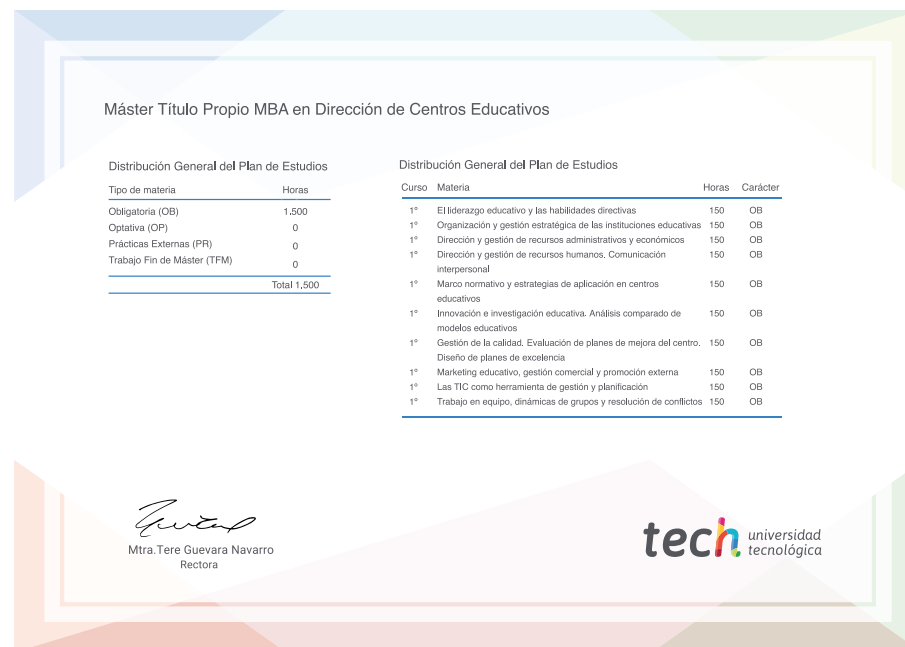 Máster Título Propio MBA en Dirección de Centros Educativos
Distribución General del Plan de Estudios
Tipo de materia Horas
Obligatoria (OB) 1.500
Optativa (OP) 0
Prácticas Externas (PR) 0
Trabajo Fin de Máster (TFM) 0
Total 1,500
Distribución General del Plan de Estudios
Curso Materia Horas Carácter
1º El liderazgo educativo y las habilidades directivas 150 OB
1º Organización y gestión estratégica de las instituciones educativas 150 OB
1º Dirección y gestión de recursos administrativos y económicos 150 OB
1º Dirección y gestión de recursos humanos. Comunicación 150 OB
interpersonal
1º Marco normativo y estrategias de aplicación en centros 150 OB
educativos
1º Innovación e investigación educativa. Análisis comparado de 150 OB
modelos educativos
1º Gestión de la calidad. Evaluación de planes de mejora del centro. 150 OB
Diseño de planes de excelencia
1º Marketing educativo, gestión comercial y promoción externa 150 OB
1º Las TIC como herramienta de gestión y planificación 150 OB
1º Trabajo en equipo, dinámicas de grupos y resolución de conflictos 150 OB
Mtra.Tere Guevara Navarro
Rectora
tech universidad
tecnológica